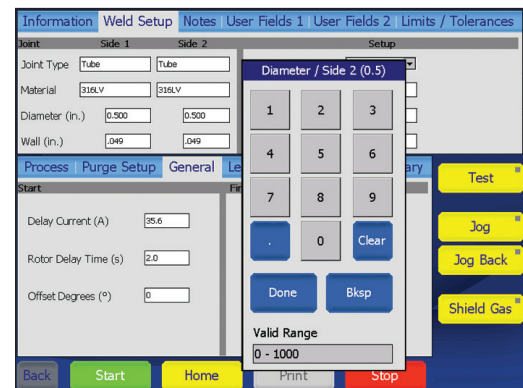 Information Weld Setup Notes User Fields 1 User Fields 2 Limits / Tolerances
Joint Side 1 Side 2 Setup
Joint Type Tube Tube
Material 316LV 316LV
Diameter (in.) 0.500 0.500
Wall (in.) .049 .049
Diameter / Side 2 (0.5)
1 2 3
4 5 6
7 8 9
. 0 Clear
Done Bksp
Valid Range
0 - 1000
Process Purge Setup General
Start
Delay Current (A) 35.6
Rotor Delay Time (s) 2.0
Offset Degrees (º) 0
Test
Jog
Jog Back
Shield Gas
Back Start Home Print Stop